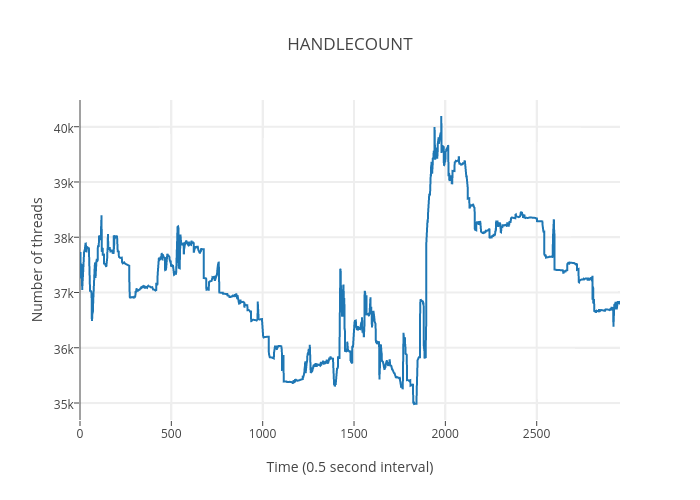 HANDLECOUNT
40k
39k
38k
37k
36k
35k
Number of threads
0 500 1000 1500 2000 2500
Time (0.5 second interval)